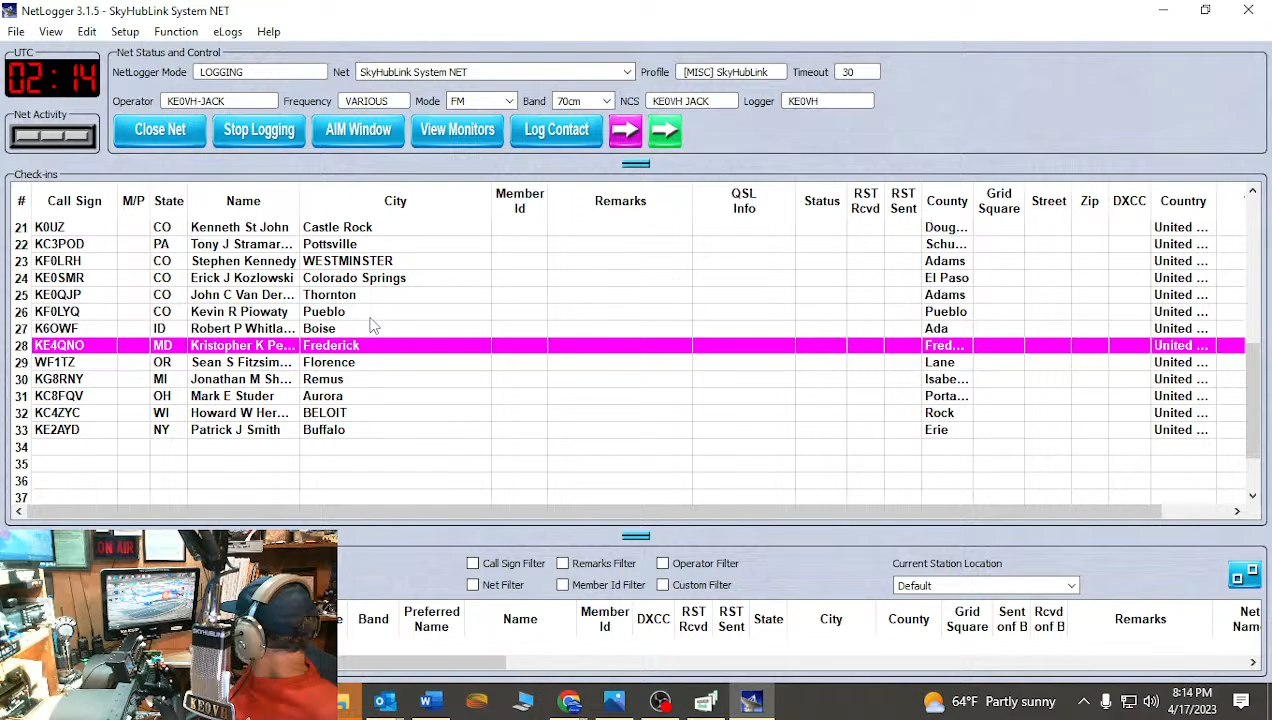 NetLogger 3.1.5 - SkyHubLink System NET
File View Edit Setup Function eLogs Help
UTC
02:14
Net Activity
Net Status and Control
NetLogger Mode LOGGING Net SkyHubLink System NET Profile [MISC] SkyHubLink Timeout 30
Operator KE0VH-JACK Frequency VARIOUS Mode FM Band 70cm NCS KE0VH JACK Logger KE0VH
Close Net Stop Logging AIM Window View Monitors Log Contact
Check-ins
# Call Sign M/P State Name City Member Id Remarks QSL Info Status RST Rcvd RST Sent County Grid Square Street Zip DXCC Country
21 K0UZ CO Kenneth St John Castle Rock Doug... United ...
22 KC3POD PA Tony J Stramar... Pottsville Schu... United ...
23 KF0LRH CO Stephen Kennedy WESTMINSTER Adams United ...
24 KE0SMR CO Erick J Kozlowski Colorado Springs El Paso United ...
25 KE0QJP CO John C Van Der... Thornton Adams United ...
26 KF0LYQ CO Kevin R Piowaty Pueblo Pueblo United ...
27 K6OWF ID Robert P Whitla... Boise Ada United ...
28 KE4QNO MD Kristopher K Pe... Frederick Fred... United ...
29 WF1TZ OR Sean S Fitzsim... Florence Lane United ...
30 KG8RNY MI Jonathan M Sh... Remus Isabe... United ...
31 KC8FQV OH Mark E Studer Aurora Porta... United ...
32 KC4ZYC WI Howard W Her... BELOIT Rock United ...
33 KE2AYD NY Patrick J Smith Buffalo Erie United ...
34
35
36
37
Call Sign Filter Remarks Filter Operator Filter Current Station Location
Net Filter Member Id Filter Custom Filter Default
e Band Preferred Name Name Member Id DXCC RST Rcvd RST Sent State City County Grid Square Sent onf B Rcvd onf B Remarks Net Name
ON AIR
SKYHUBLINK
KE0VH
64°F Partly sunny
8:14 PM
4/17/2023